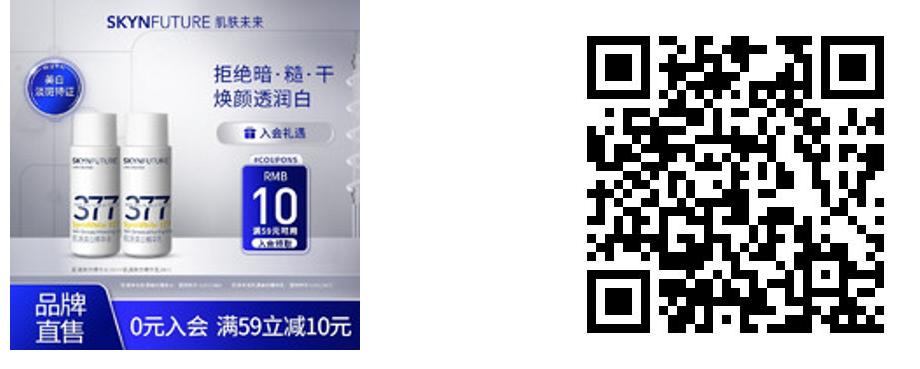 SKYNFUTURE 肌肤未来
美白
淡斑特证
拒绝暗·糙·干
焕颜透润白
入会礼遇
#COUPONS
RMB
10
满59元可用
入会领取
SKYNFUTURE
377
SKYNFUTURE
377
品牌
直售
0元入会 满59立减10元